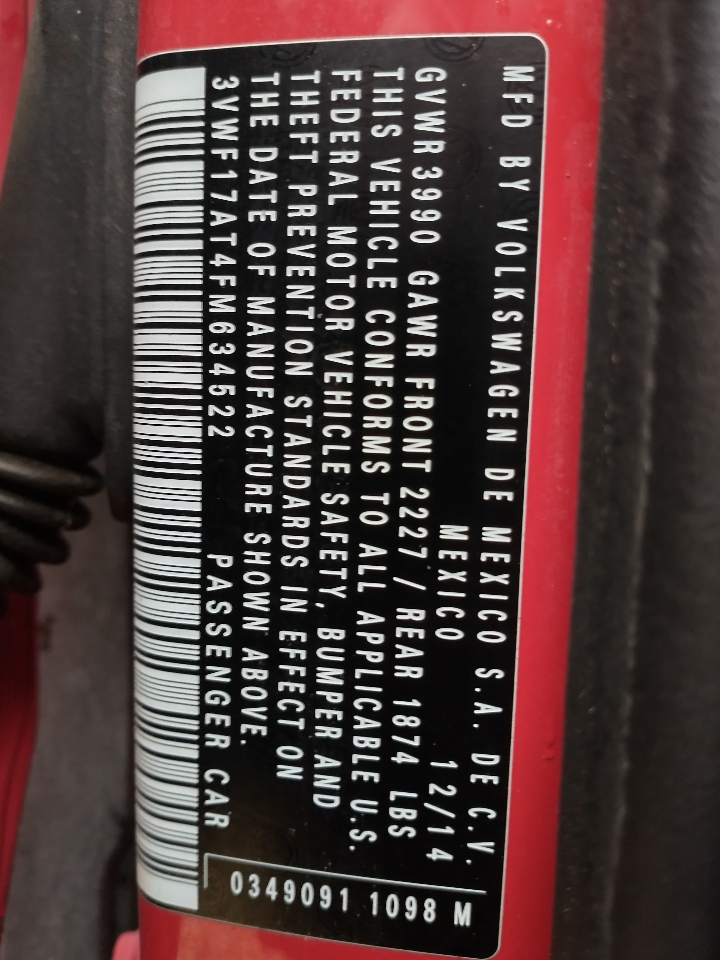 MFD BY VOLKSWAGEN DE MEXICO S.A. DE C.V.
MEXICO 12/14
GVWR 3990 GAWR FRONT 2227 / REAR 1874 LBS
THIS VEHICLE CONFORMS TO ALL APPLICABLE U.S.
FEDERAL MOTOR VEHICLE SAFETY, BUMPER AND
THEFT PREVENTION STANDARDS IN EFFECT ON
THE DATE OF MANUFACTURE SHOWN ABOVE.
3VWF17AT4FM634522 PASSENGER CAR
0349091 1098 M